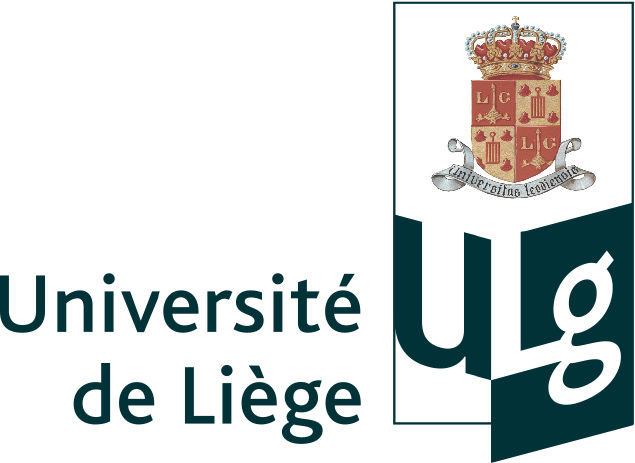 L G
L G
Universitas Leodiensis
ULg
Université
de Liège